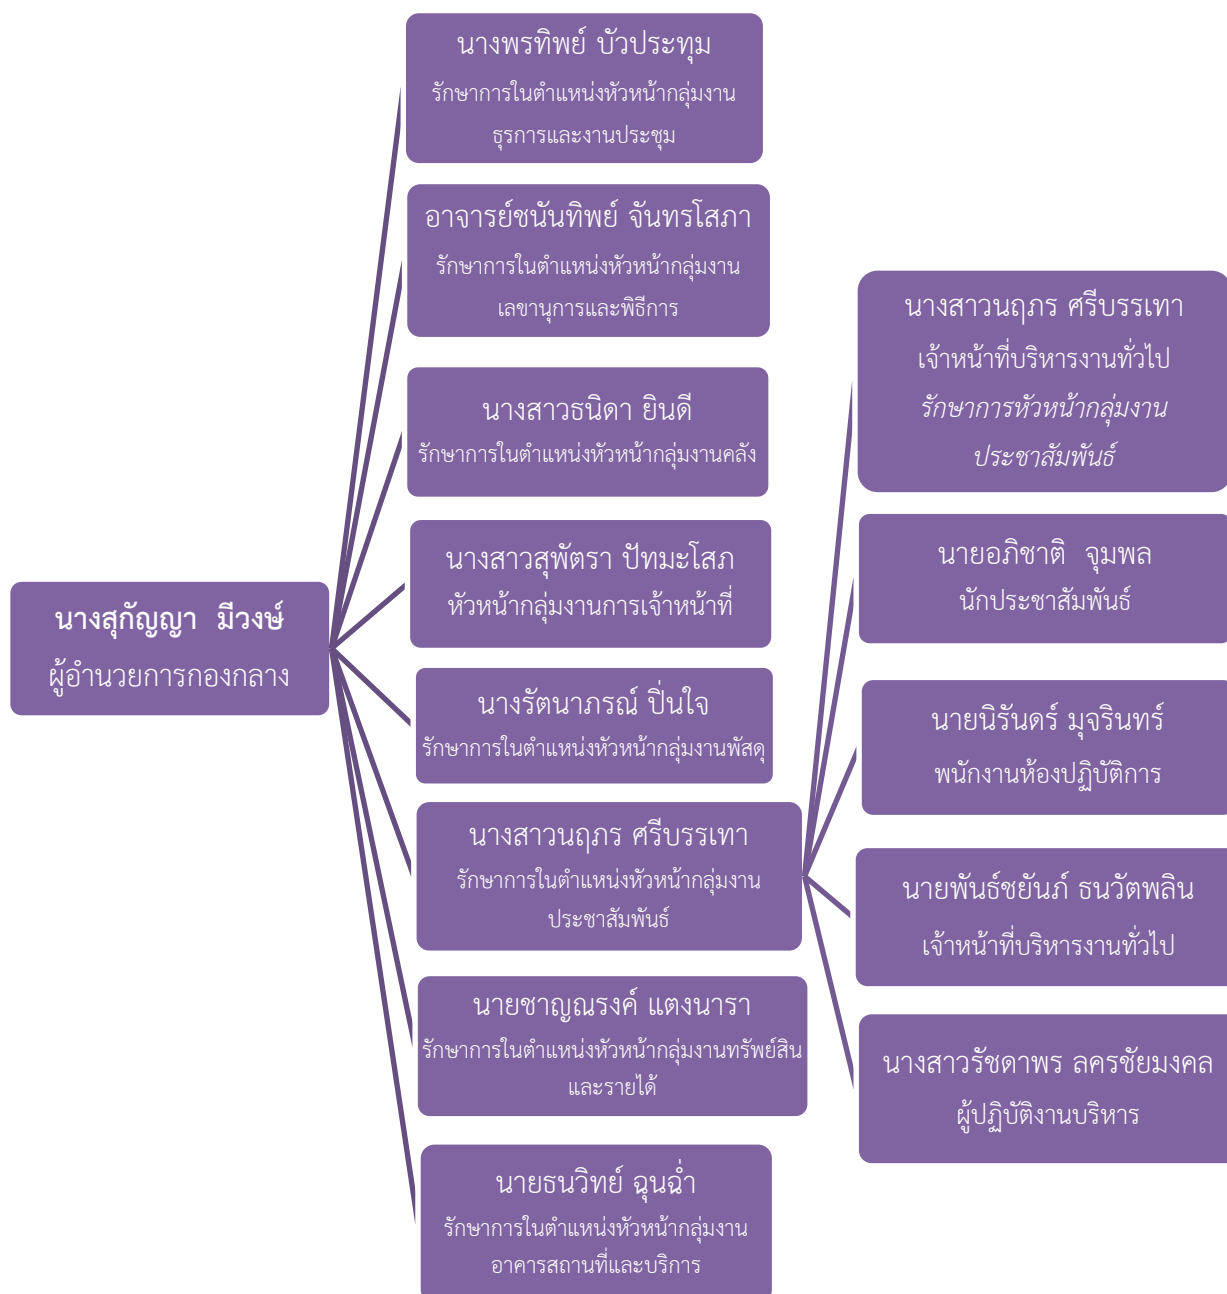 นางสุกัญญา  มีวงษ์
ผู้อำนวยการกองกลาง
นางพรทิพย์ บัวประทุม
รักษาการในตำแหน่งหัวหน้ากลุ่มงาน
ธุรการและงานประชุม
อาจารย์ชนันทิพย์ จันทรโสภา
รักษาการในตำแหน่งหัวหน้ากลุ่มงาน
เลขานุการและพิธีการ
นางสาวธนิดา ยินดี
รักษาการในตำแหน่งหัวหน้ากลุ่มงานคลัง
นางสาวสุพัตรา ปัทมะโสภ
หัวหน้ากลุ่มงานการเจ้าหน้าที่
นางรัตนาภรณ์ ปิ่นใจ
รักษาการในตำแหน่งหัวหน้ากลุ่มงานพัสดุ
นางสาวนฤภร ศรีบรรเทา
รักษาการในตำแหน่งหัวหน้ากลุ่มงาน
ประชาสัมพันธ์
นายชาญณรงค์ แตงนารา
รักษาการในตำแหน่งหัวหน้ากลุ่มงานทรัพย์สิน
และรายได้
นายธนวิทย์ ฉุนฉ่ำ
รักษาการในตำแหน่งหัวหน้ากลุ่มงาน
อาคารสถานที่และบริการ
นางสาวนฤภร ศรีบรรเทา
เจ้าหน้าที่บริหารงานทั่วไป
รักษาการหัวหน้ากลุ่มงาน
ประชาสัมพันธ์
นายอภิชาติ  จุมพล
นักประชาสัมพันธ์
นายนิรันดร์ มุจรินทร์
พนักงานห้องปฏิบัติการ
นายพันธ์ชยันภ์ ธนวัตพลิน
เจ้าหน้าที่บริหารงานทั่วไป
นางสาวรัชดาพร ลครชัยมงคล
ผู้ปฏิบัติงานบริหาร